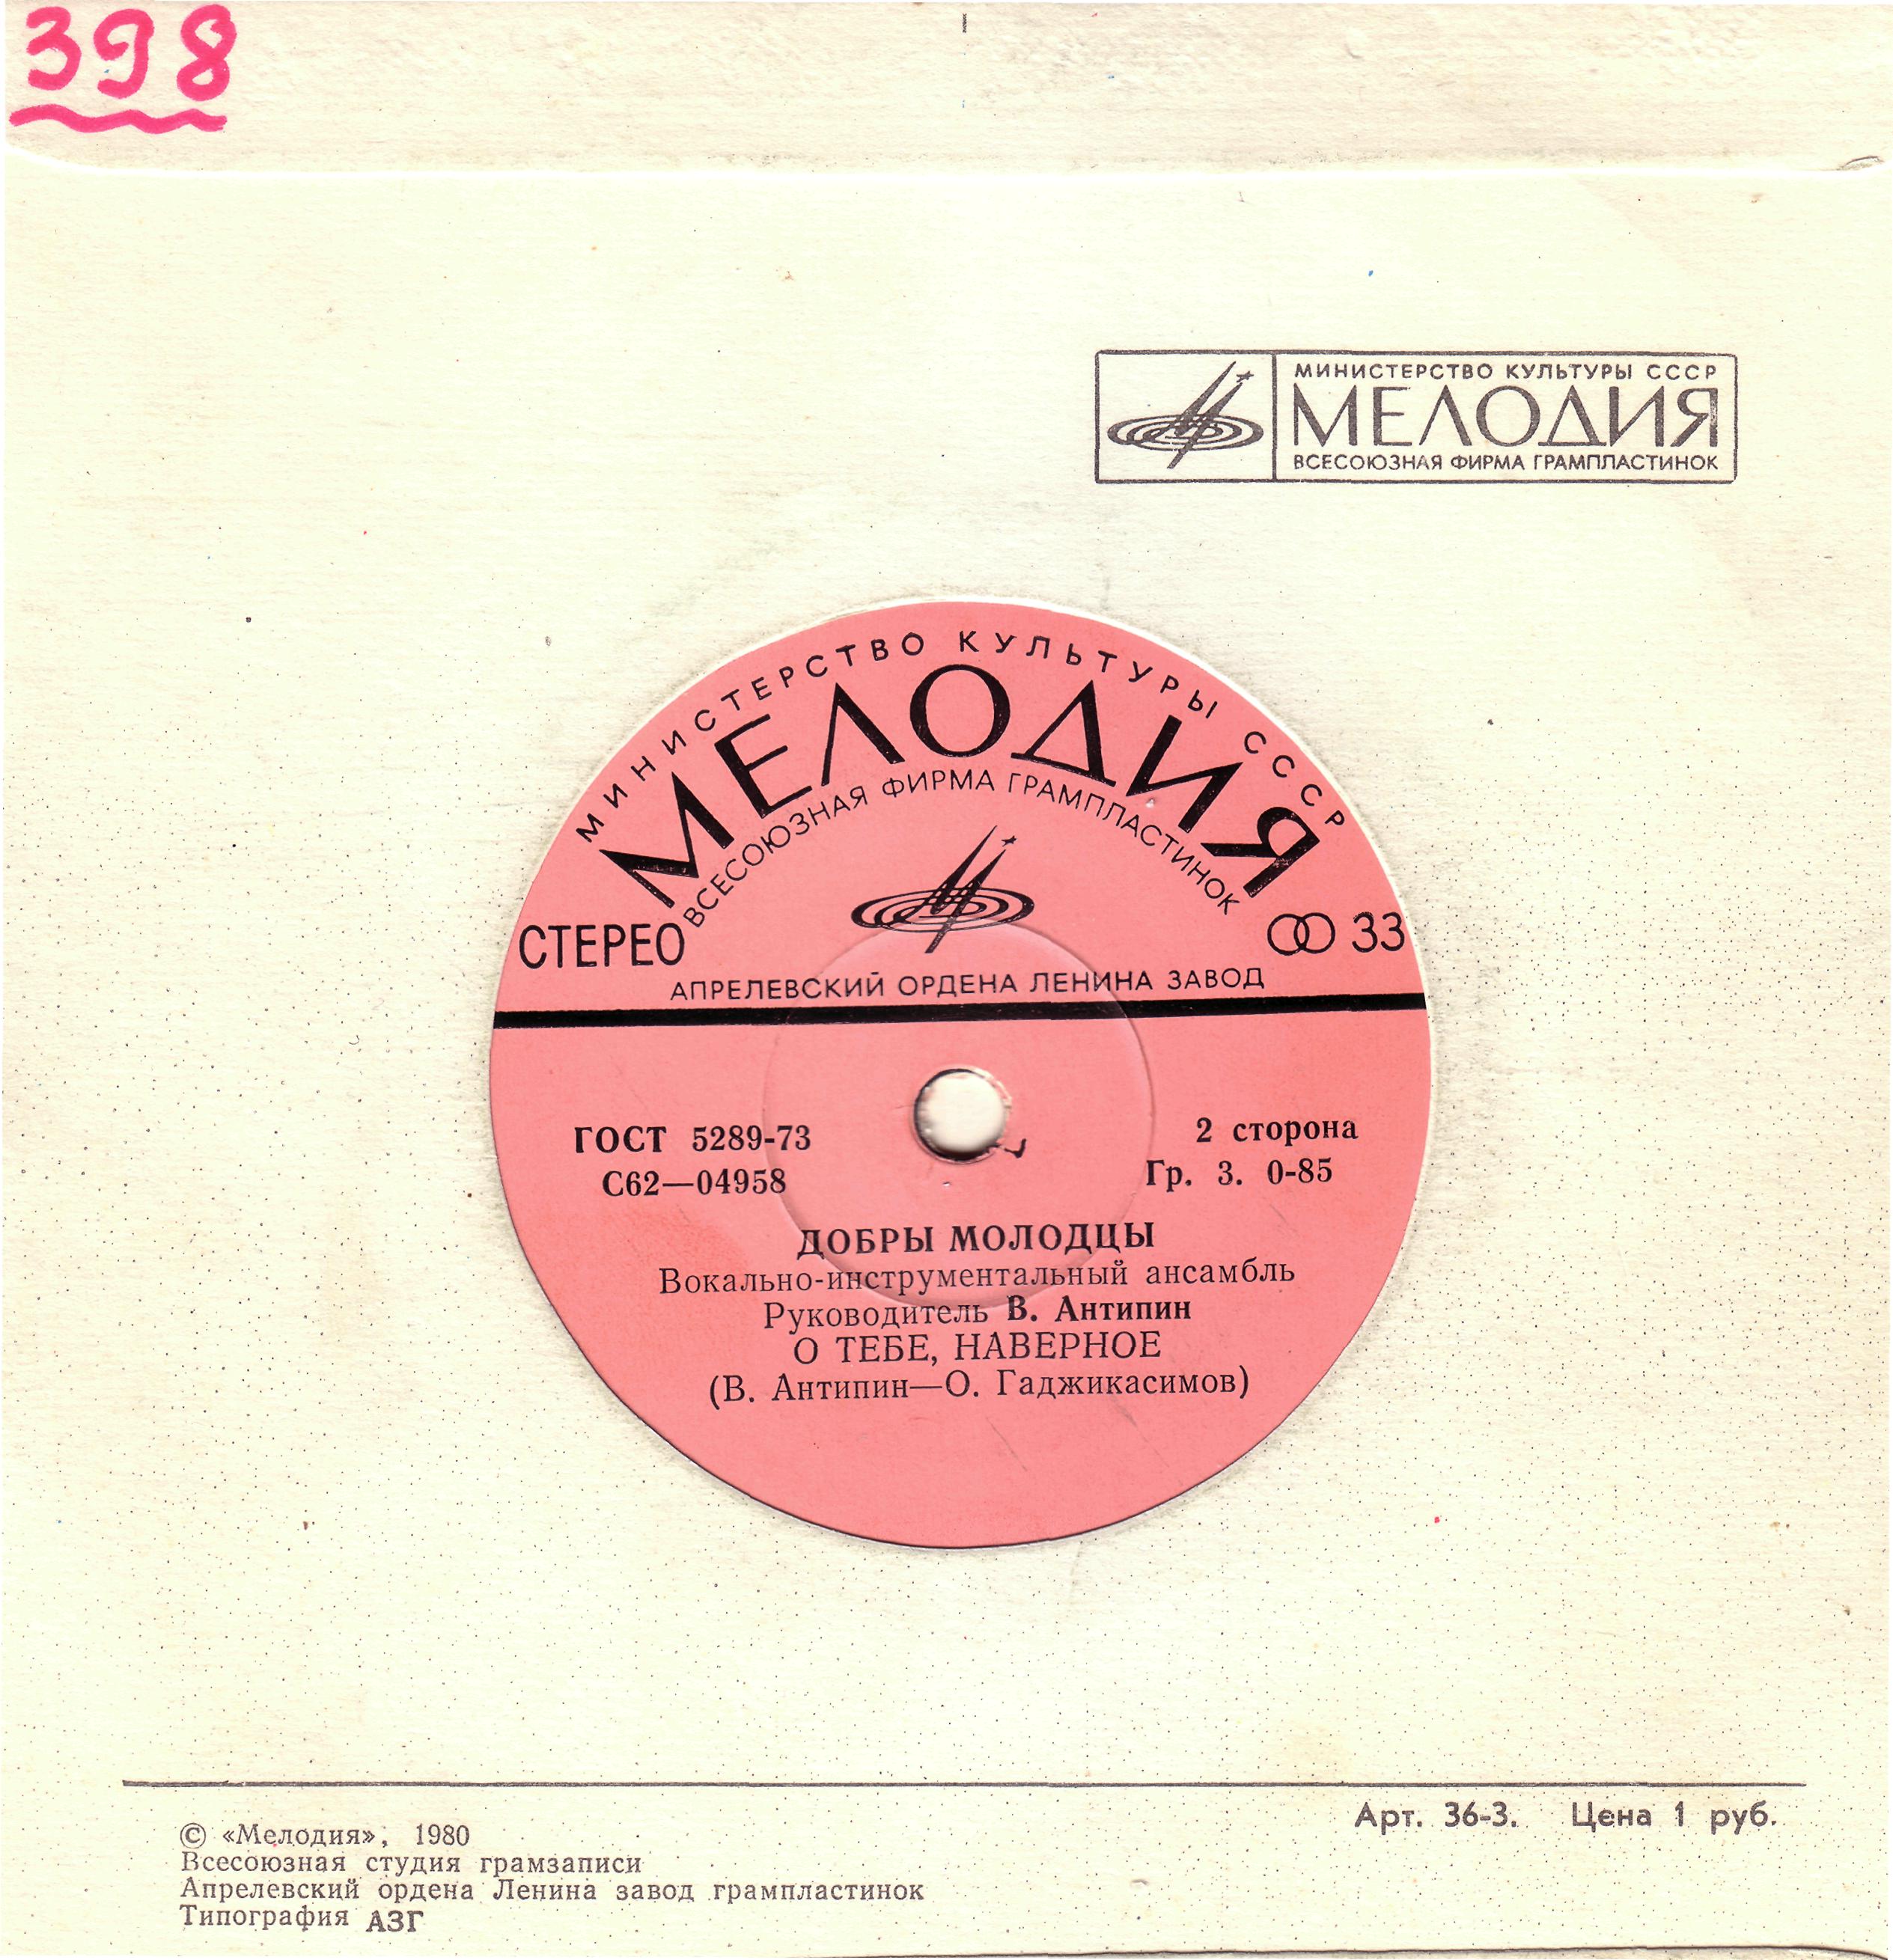 398
МИНИСТЕРСТВО КУЛЬТУРЫ СССР
МЕЛОДИЯ
ВСЕСОЮЗНАЯ ФИРМА ГРАМПЛАСТИНОК
МИНИСТЕРСТВО КУЛЬТУРЫ СССР
МЕЛОДИЯ
ВСЕСОЮЗНАЯ ФИРМА ГРАМПЛАСТИНОК
СТЕРЕО
33
АПРЕЛЕВСКИЙ ОРДЕНА ЛЕНИНА ЗАВОД
ГОСТ 5289-73
2 сторона
С62—04958
Гр. 3. 0-85
ДОБРЫ МОЛОДЦЫ
Вокально-инструментальный ансамбль
Руководитель В. Антипин
О ТЕБЕ, НАВЕРНОЕ
(В. Антипин—О. Гаджикасимов)
Арт. 36-3. Цена 1 руб.
© «Мелодия», 1980
Всесоюзная студия грамзаписи
Апрелевский ордена Ленина завод грампластинок
Типография АЗГ